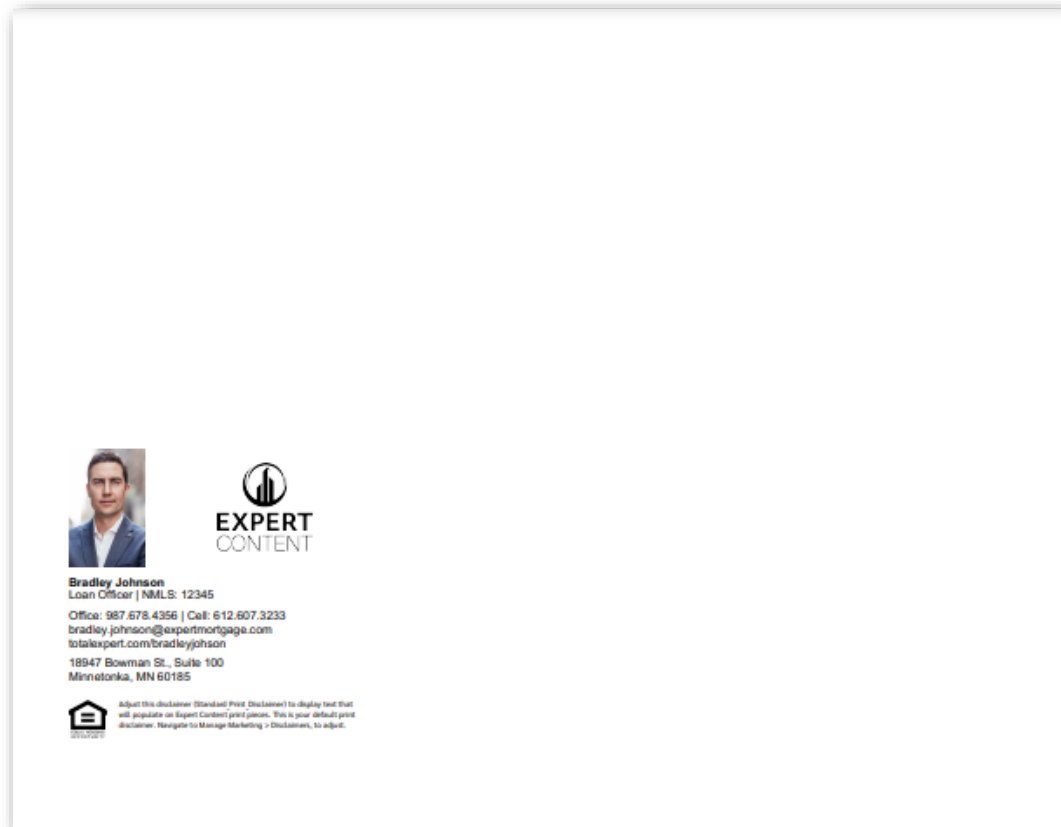 EXPERT
CONTENT
Bradley Johnson
Loan Officer | NMLS: 12345
Office: 987.678.4356 | Cell: 612.607.3233
bradley.johnson@expertmortgage.com
totalexpert.com/bradleyjohson
18947 Bowman St., Suite 100
Minnetonka, MN 60185
Adjust this disclaimer (Standard_Print_Disclaimer) to display text that
will populate on Expert Content print pieces. This is your default print
disclaimer. Navigate to Manage Marketing > Disclaimers, to adjust.